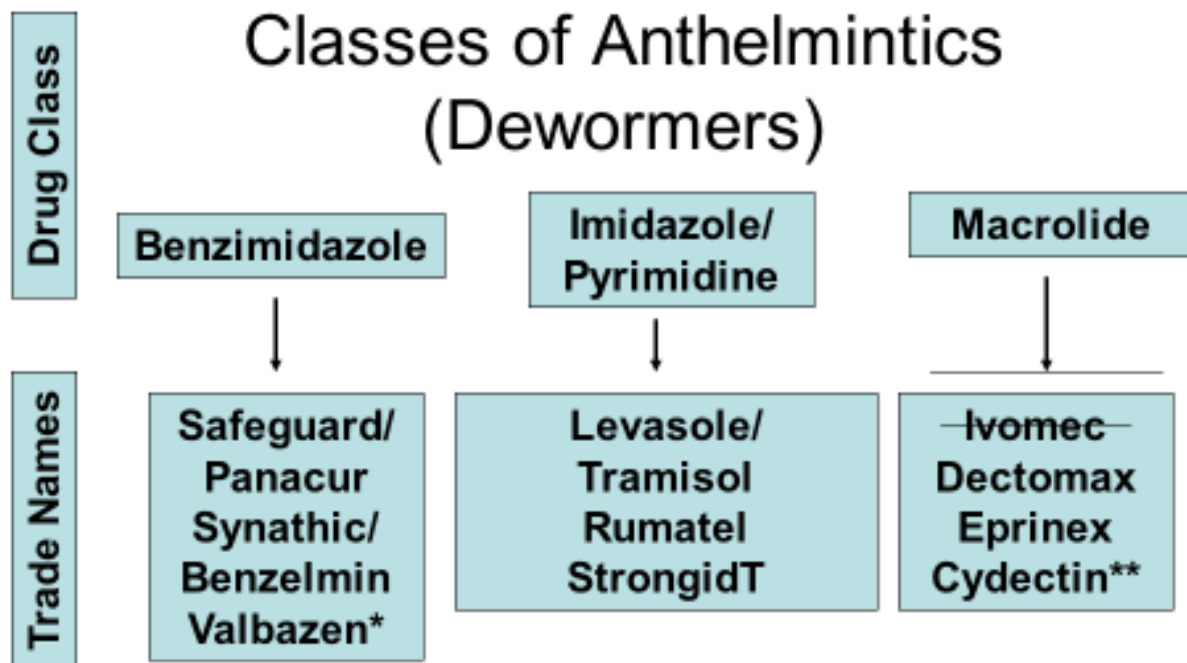 Classes of Anthelmintics
(Dewormers)
Drug Class
Benzimidazole
Imidazole/
Pyrimidine
Macrolide
Trade Names
Safeguard/
Panacur
Synathic/
Benzelmin
Valbazen*
Levasole/
Tramisol
Rumatel
StrongidT
Ivomec
Dectomax
Eprinex
Cydectin**